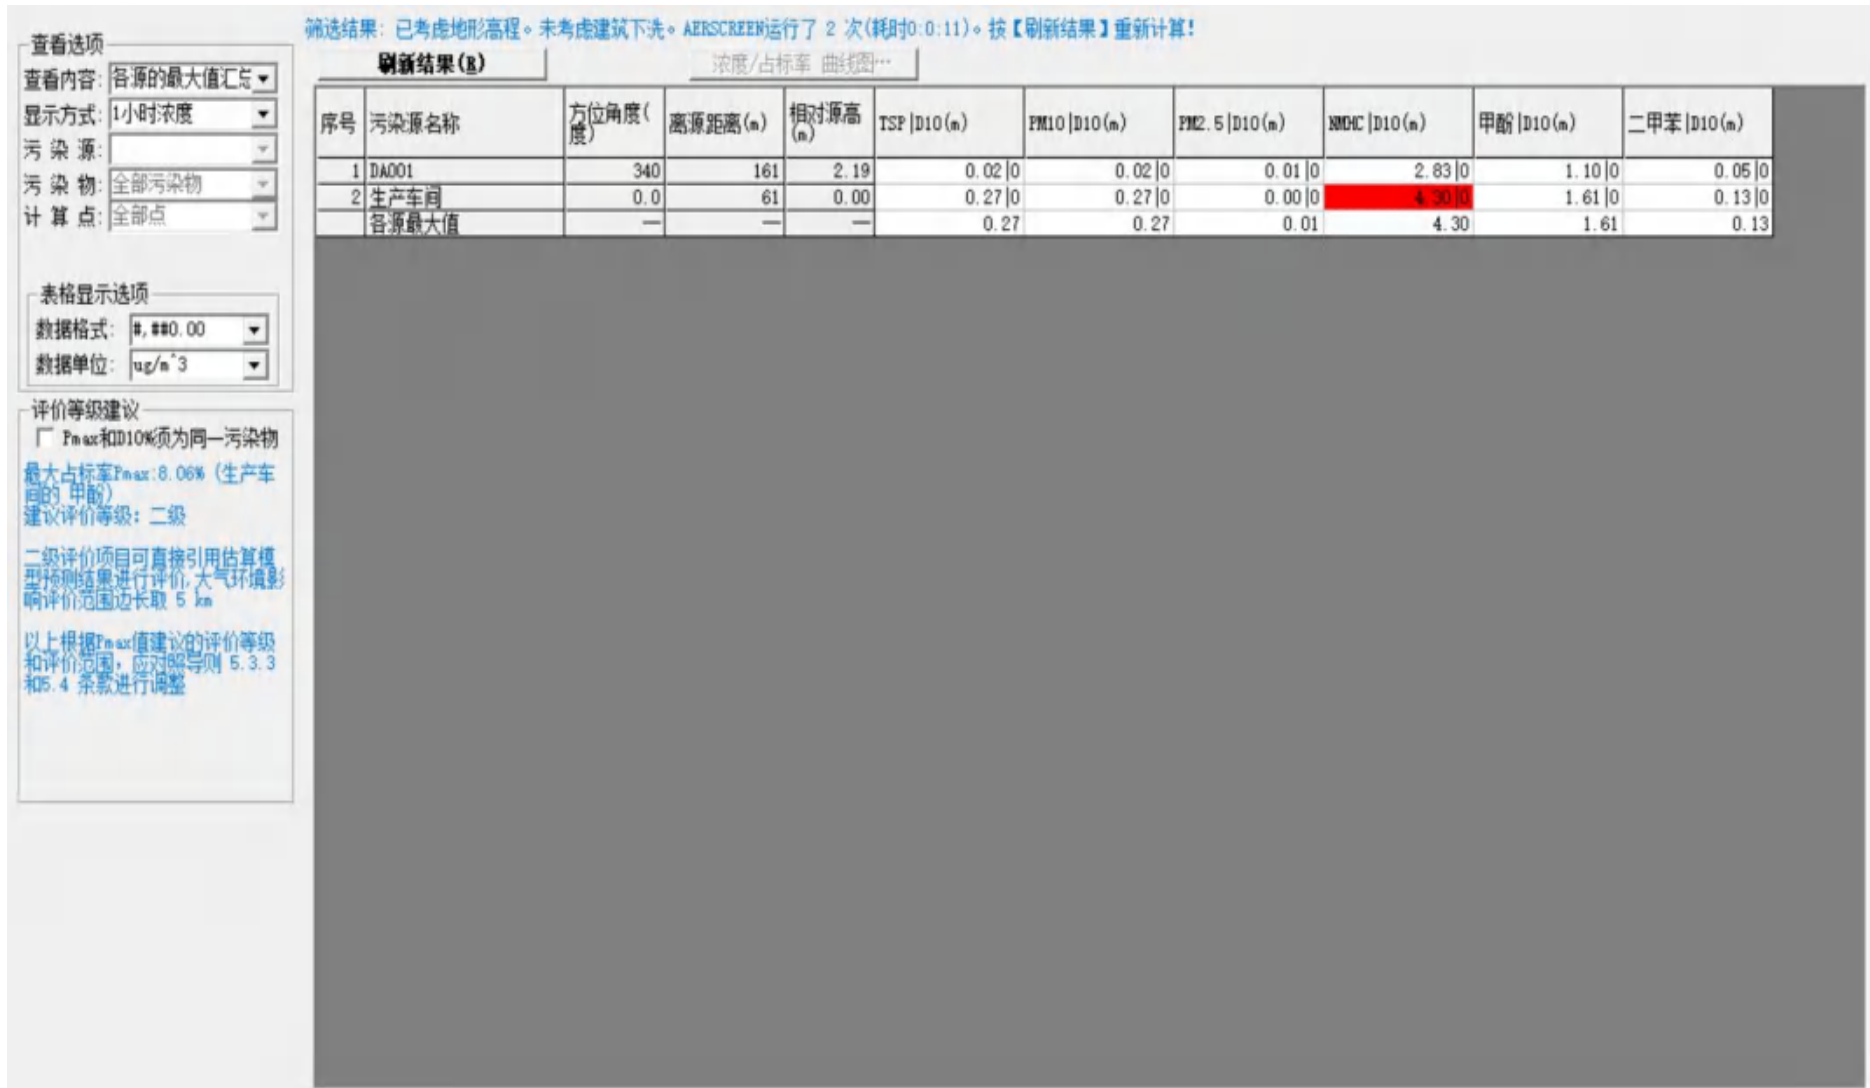 筛选结果: 已考虑地形高程。未考虑建筑下洗。AERSCREEN运行了 2 次(耗时0:0:11)。按【刷新结果】重新计算!
查看选项
查看内容: 各源的最大值汇总
显示方式: 1小时浓度
污 染 源:
污 染 物: 全部污染物
计 算 点: 全部点
表格显示选项
数据格式: #,##0.00
数据单位: ug/m^3
评价等级建议
Pmax和D10%须为同一污染物
最大占标率Pmax:8.06% (生产车
间的 甲酚)
建议评价等级: 二级
二级评价项目可直接引用估算模
型预测结果进行评价,大气环境影
响评价范围边长取 5 km
以上根据Pmax值建议的评价等级
和评价范围, 应对照导则 5.3.3
和5.4 条款进行调整
刷新结果(R) 浓度/占标率 曲线图…
序号 污染源名称 方位角度(度) 离源距离(m) 相对源高(m) TSP|D10(m) PM10|D10(m) PM2.5|D10(m) NMHC|D10(m) 甲酚|D10(m) 二甲苯|D10(m)
1 DA001 340 161 2.19 0.02|0 0.02|0 0.01|0 2.83|0 1.10|0 0.05|0
2 生产车间 0.0 61 0.00 0.27|0 0.27|0 0.00|0 4.30|0 1.61|0 0.13|0
各源最大值 — — — 0.27 0.27 0.01 4.30 1.61 0.13